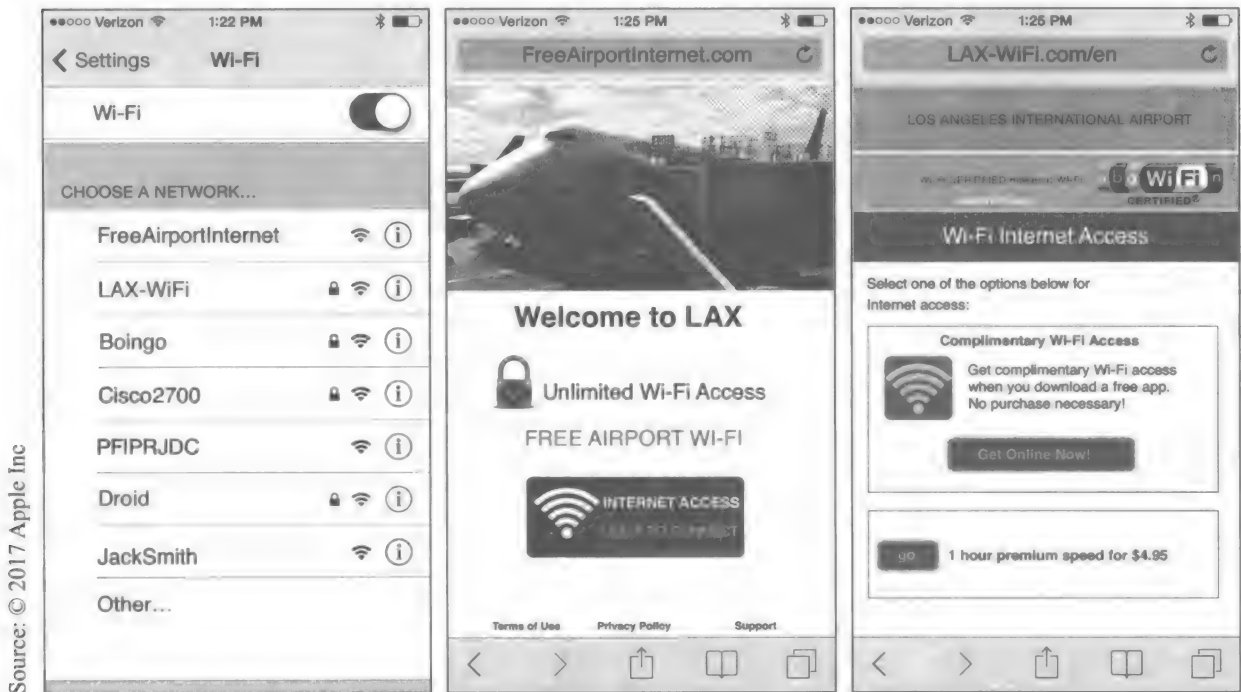 Source: © 2017 Apple Inc
Verizon 1:22 PM
Settings Wi-Fi
Wi-Fi
CHOOSE A NETWORK...
FreeAirportInternet
LAX-WiFi
Boingo
Cisco2700
PFIPRJDC
Droid
JackSmith
Other...
Verizon 1:25 PM
FreeAirportInternet.com
Welcome to LAX
Unlimited Wi-Fi Access
FREE AIRPORT WI-FI
INTERNET ACCESS
Terms of Use Privacy Policy Support
Verizon 1:25 PM
LAX-WiFi.com/en
LOS ANGELES INTERNATIONAL AIRPORT
Wi Fi
CERTIFIED®
Wi-Fi Internet Access
Select one of the options below for
Internet access:
Complimentary Wi-Fi Access
Get complimentary Wi-Fi access
when you download a free app.
No purchase necessary!
Get Online Now!
go 1 hour premium speed for $4.95